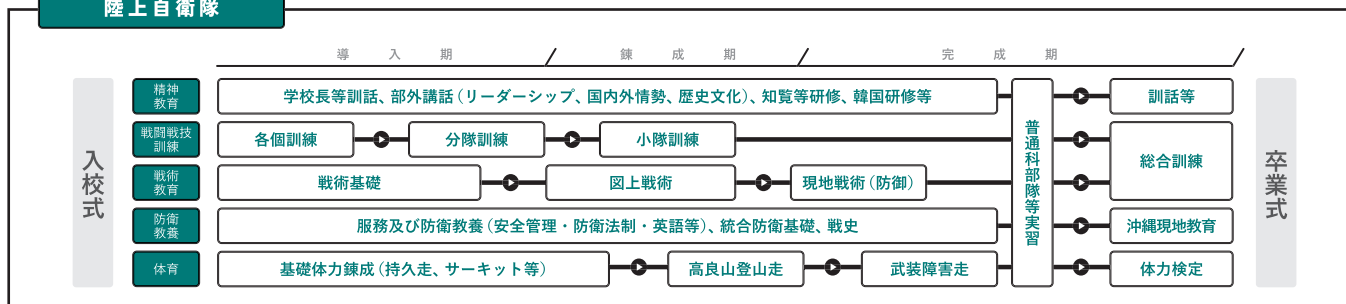 陸上自衛隊
導入期
錬成期
完成期
入校式
精神
教育
学校長等訓話、部外講話（リーダーシップ、国内外情勢、歴史文化）、知覧等研修、韓国研修等
訓話等
戦闘戦技
訓練
各個訓練
分隊訓練
小隊訓練
総合訓練
戦術
教育
戦術基礎
図上戦術
現地戦術（防御）
防衛
教養
服務及び防衛教養（安全管理・防衛法制・英語等）、統合防衛基礎、戦史
沖縄現地教育
体育
基礎体力錬成（持久走、サーキット等）
高良山登山走
武装障害走
体力検定
普通科部隊等実習
卒業式